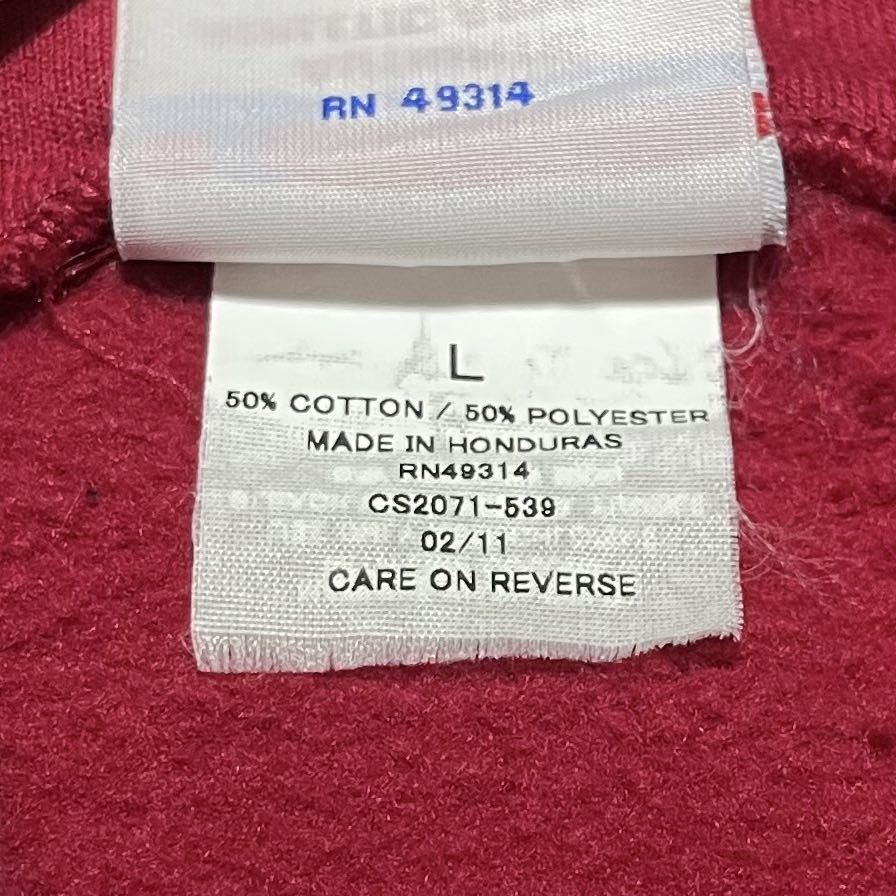 RN 49314
L
50% COTTON / 50% POLYESTER
MADE IN HONDURAS
RN49314
CS2071-539
02/11
CARE ON REVERSE